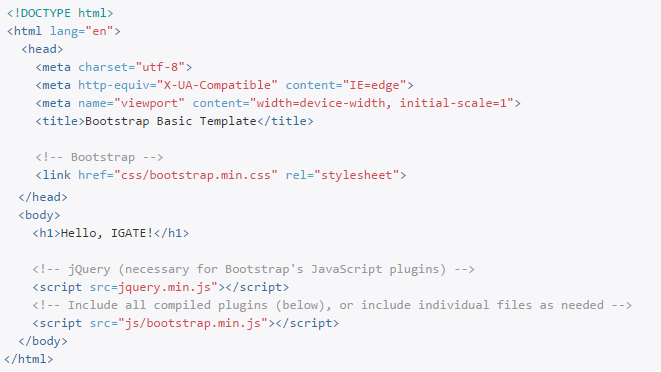 <!DOCTYPE html>
<html lang="en">
<head>
<meta charset="utf-8">
<meta http-equiv="X-UA-Compatible" content="IE=edge">
<meta name="viewport" content="width=device-width, initial-scale=1">
<title>Bootstrap Basic Template</title>
<!-- Bootstrap -->
<link href="css/bootstrap.min.css" rel="stylesheet">
</head>
<body>
<h1>Hello, IGATE!</h1>
<!-- jQuery (necessary for Bootstrap's JavaScript plugins) -->
<script src=jquery.min.js"></script>
<!-- Include all compiled plugins (below), or include individual files as needed -->
<script src="js/bootstrap.min.js"></script>
</body>
</html>